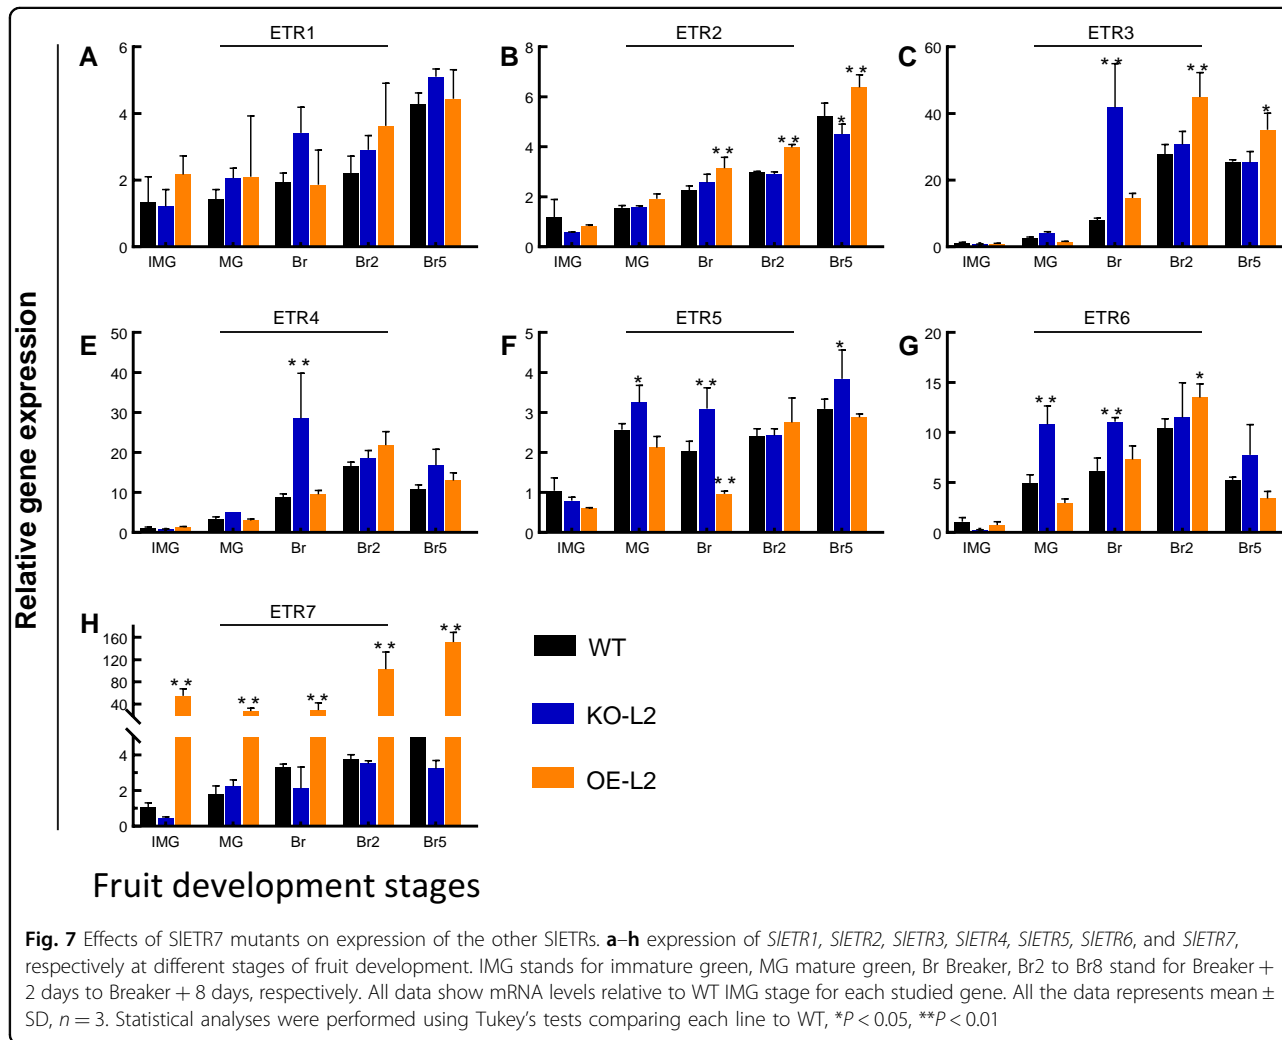 Relative gene expression
A
ETR1
6
4
2
0
IMG MG Br Br2 Br5
B
ETR2
8
6
4
2
0
** ** * **
IMG MG Br Br2 Br5
C
ETR3
60
40
20
0
** ** *
IMG MG Br Br2 Br5
E
ETR4
50
40
30
20
10
0
**
IMG MG Br Br2 Br5
F
ETR5
5
4
3
2
1
0
* ** ** *
IMG MG Br Br2 Br5
G
ETR6
20
15
10
5
0
** ** *
IMG MG Br Br2 Br5
H
ETR7
160
120
80
40
4
2
0
** ** ** ** **
IMG MG Br Br2 Br5
WT
KO-L2
OE-L2
Fruit development stages
Fig. 7 Effects of SlETR7 mutants on expression of the other SlETRs. a–h expression of SlETR1, SlETR2, SlETR3, SlETR4, SlETR5, SlETR6, and SlETR7,
respectively at different stages of fruit development. IMG stands for immature green, MG mature green, Br Breaker, Br2 to Br8 stand for Breaker +
2 days to Breaker + 8 days, respectively. All data show mRNA levels relative to WT IMG stage for each studied gene. All the data represents mean ±
SD, n = 3. Statistical analyses were performed using Tukey's tests comparing each line to WT, *P < 0.05, **P < 0.01